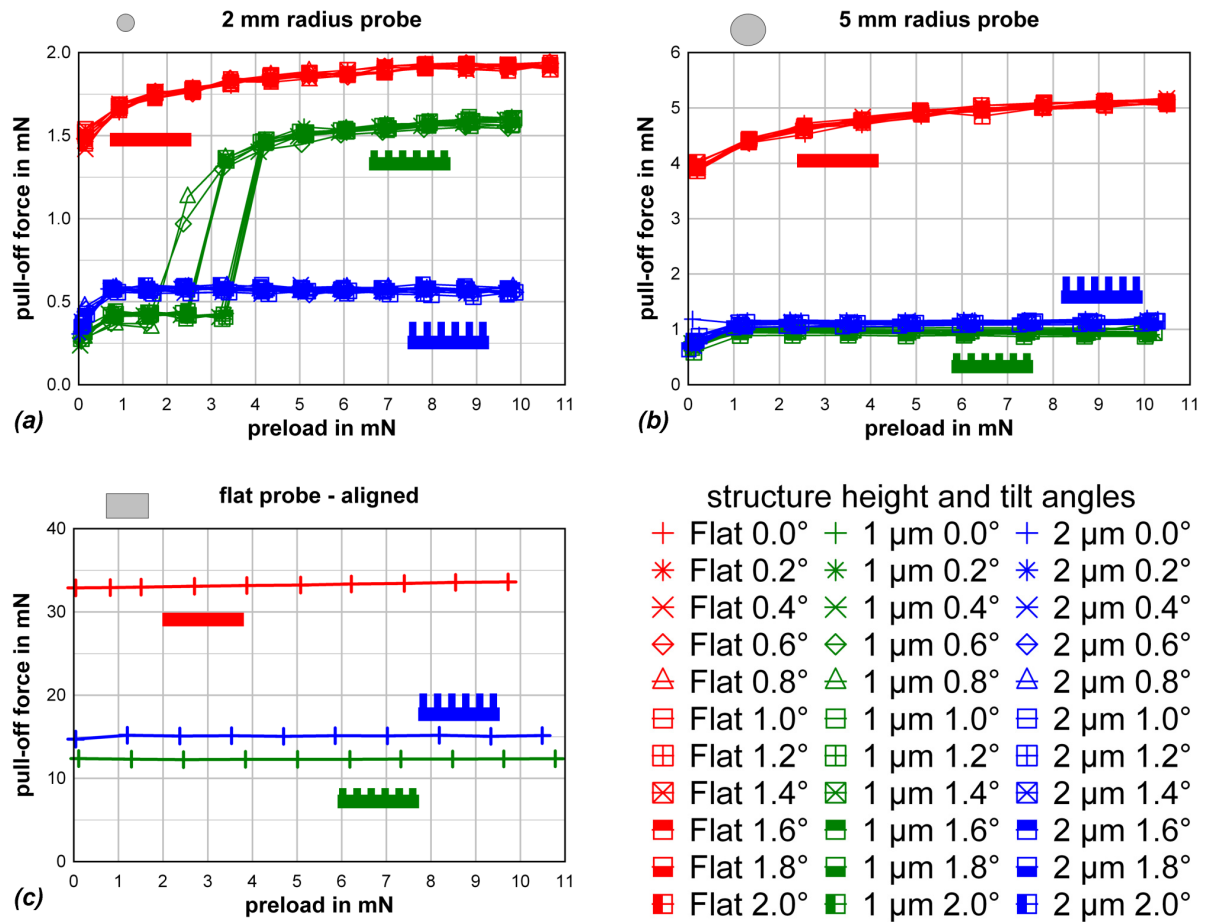 2 mm radius probe
pull-off force in mN
2.0
1.5
1.0
0.5
0.0
0 1 2 3 4 5 6 7 8 9 10 11
preload in mN
(a)
5 mm radius probe
pull-off force in mN
6
5
4
3
2
1
0
0 1 2 3 4 5 6 7 8 9 10 11
preload in mN
(b)
flat probe - aligned
pull-off force in mN
40
30
20
10
0
0 1 2 3 4 5 6 7 8 9 10 11
preload in mN
(c)
structure height and tilt angles
Flat 0.0° 1 µm 0.0° 2 µm 0.0°
Flat 0.2° 1 µm 0.2° 2 µm 0.2°
Flat 0.4° 1 µm 0.4° 2 µm 0.4°
Flat 0.6° 1 µm 0.6° 2 µm 0.6°
Flat 0.8° 1 µm 0.8° 2 µm 0.8°
Flat 1.0° 1 µm 1.0° 2 µm 1.0°
Flat 1.2° 1 µm 1.2° 2 µm 1.2°
Flat 1.4° 1 µm 1.4° 2 µm 1.4°
Flat 1.6° 1 µm 1.6° 2 µm 1.6°
Flat 1.8° 1 µm 1.8° 2 µm 1.8°
Flat 2.0° 1 µm 2.0° 2 µm 2.0°